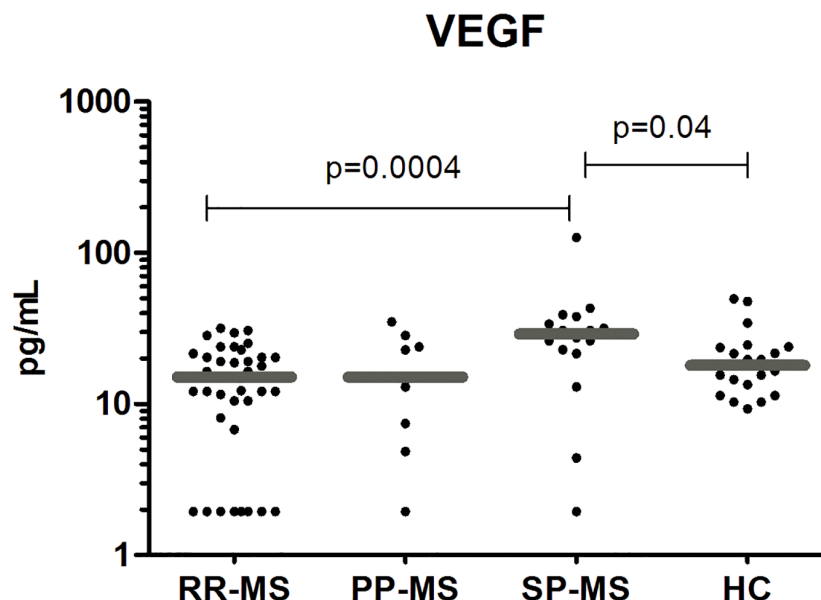 VEGF
1000
p=0.04
p=0.0004
100
pg/mL
10
1
RR-MS PP-MS SP-MS HC